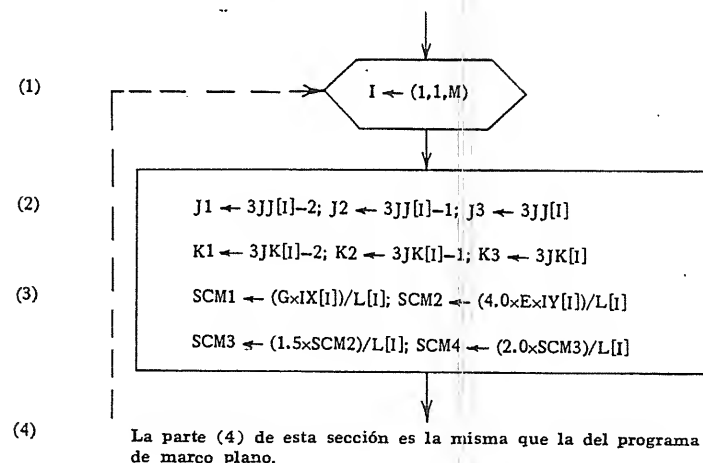 (1)
I ← (1,1,M)
(2)
J1 ← 3JJ[I]−2; J2 ← 3JJ[I]−1; J3 ← 3JJ[I]
K1 ← 3JK[I]−2; K2 ← 3JK[I]−1; K3 ← 3JK[I]
(3)
SCM1 ← (G×IX[I])/L[I]; SCM2 ← (4.0×E×IY[I])/L[I]
SCM3 ← (1.5×SCM2)/L[I]; SCM4 ← (2.0×SCM3)/L[I]
(4)
La parte (4) de esta sección es la misma que la del programa
de marco plano.